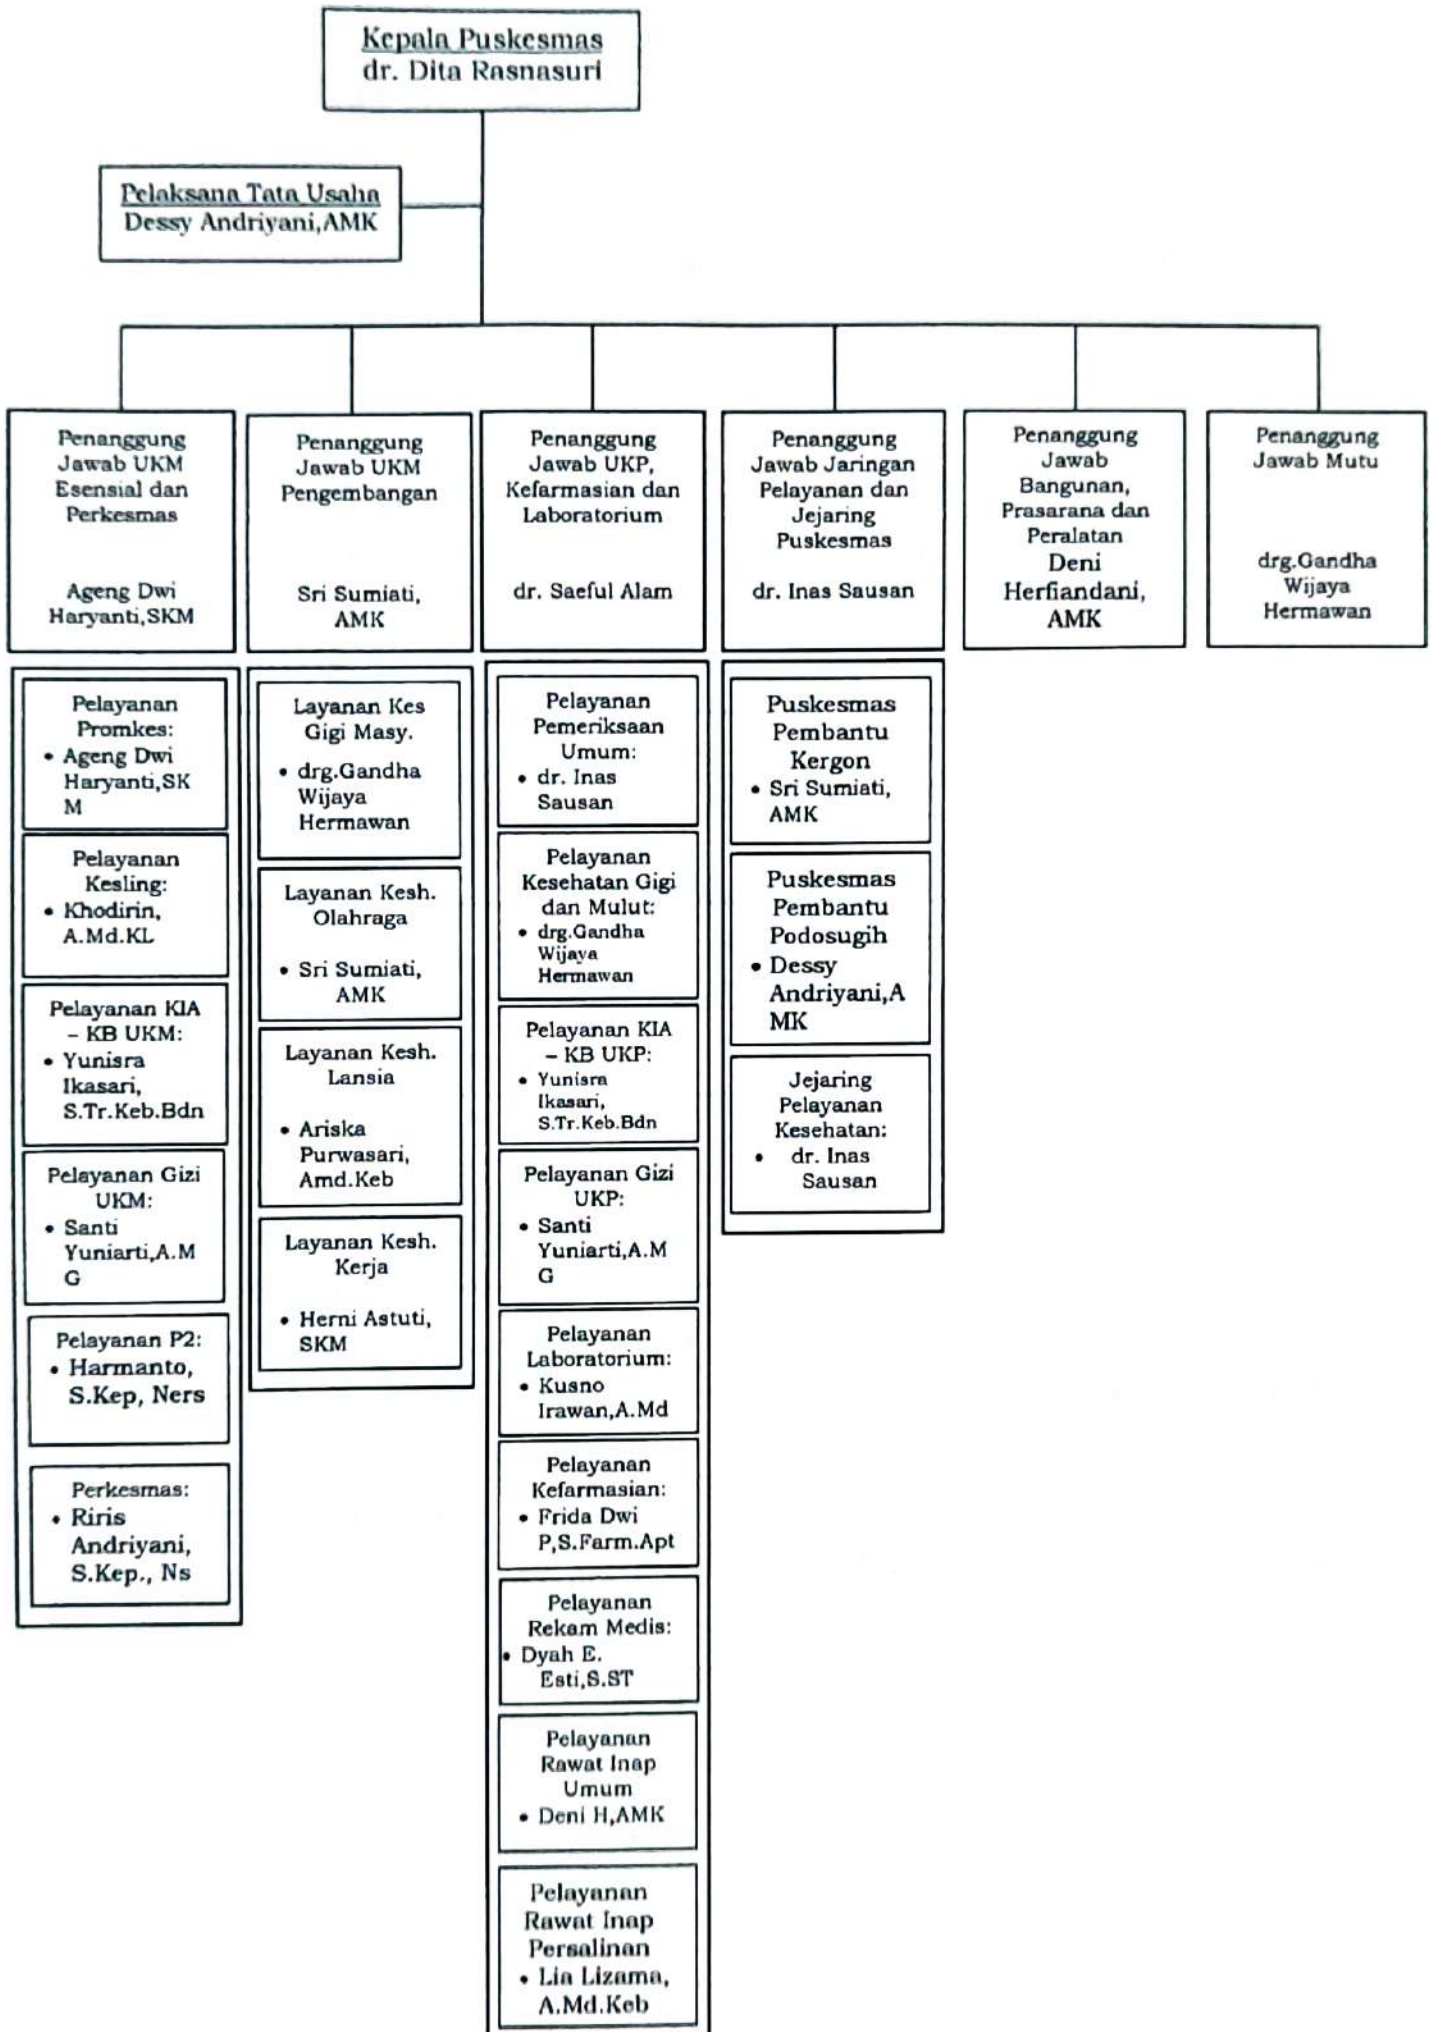 Kepala Puskesmas
dr. Dita Rasnasuri
Pelaksana Tata Usaha
Dessy Andriyani,AMK
Penanggung
Jawab UKM
Esensial dan
Perkesmas
Ageng Dwi
Haryanti,SKM
Penanggung
Jawab UKM
Pengembangan
Sri Sumiati,
AMK
Penanggung
Jawab UKP,
Kefarmasian dan
Laboratorium
dr. Saeful Alam
Penanggung
Jawab Jaringan
Pelayanan dan
Jejaring
Puskesmas
dr. Inas Sausan
Penanggung
Jawab
Bangunan,
Prasarana dan
Peralatan
Deni
Herfiandani,
AMK
Penanggung
Jawab Mutu
drg.Gandha
Wijaya
Hermawan
Pelayanan
Promkes:
• Ageng Dwi
Haryanti,SK
M
Pelayanan
Kesling:
• Khodirin,
A.Md.KL
Pelayanan KIA
– KB UKM:
• Yunisra
Ikasari,
S.Tr.Keb.Bdn
Pelayanan Gizi
UKM:
• Santi
Yuniarti,A.M
G
Pelayanan P2:
• Harmanto,
S.Kep, Ners
Perkesmas:
• Riris
Andriyani,
S.Kep., Ns
Layanan Kes
Gigi Masy.
• drg.Gandha
Wijaya
Hermawan
Layanan Kesh.
Olahraga
• Sri Sumiati,
AMK
Layanan Kesh.
Lansia
• Ariska
Purwasari,
Amd.Keb
Layanan Kesh.
Kerja
• Herni Astuti,
SKM
Pelayanan
Pemeriksaan
Umum:
• dr. Inas
Sausan
Pelayanan
Kesehatan Gigi
dan Mulut:
• drg.Gandha
Wijaya
Hermawan
Pelayanan KIA
– KB UKP:
• Yunisra
Ikasari,
S.Tr.Keb.Bdn
Pelayanan Gizi
UKP:
• Santi
Yuniarti,A.M
G
Pelayanan
Laboratorium:
• Kusno
Irawan,A.Md
Pelayanan
Kefarmasian:
• Frida Dwi
P,S.Farm.Apt
Pelayanan
Rekam Medis:
• Dyah E.
Esti,S.ST
Pelayanan
Rawat Inap
Umum
• Deni H,AMK
Pelayanan
Rawat Inap
Persalinan
• Lia Lizama,
A.Md.Keb
Puskesmas
Pembantu
Kergon
• Sri Sumiati,
AMK
Puskesmas
Pembantu
Podosugih
• Dessy
Andriyani,A
MK
Jejaring
Pelayanan
Kesehatan:
• dr. Inas
Sausan